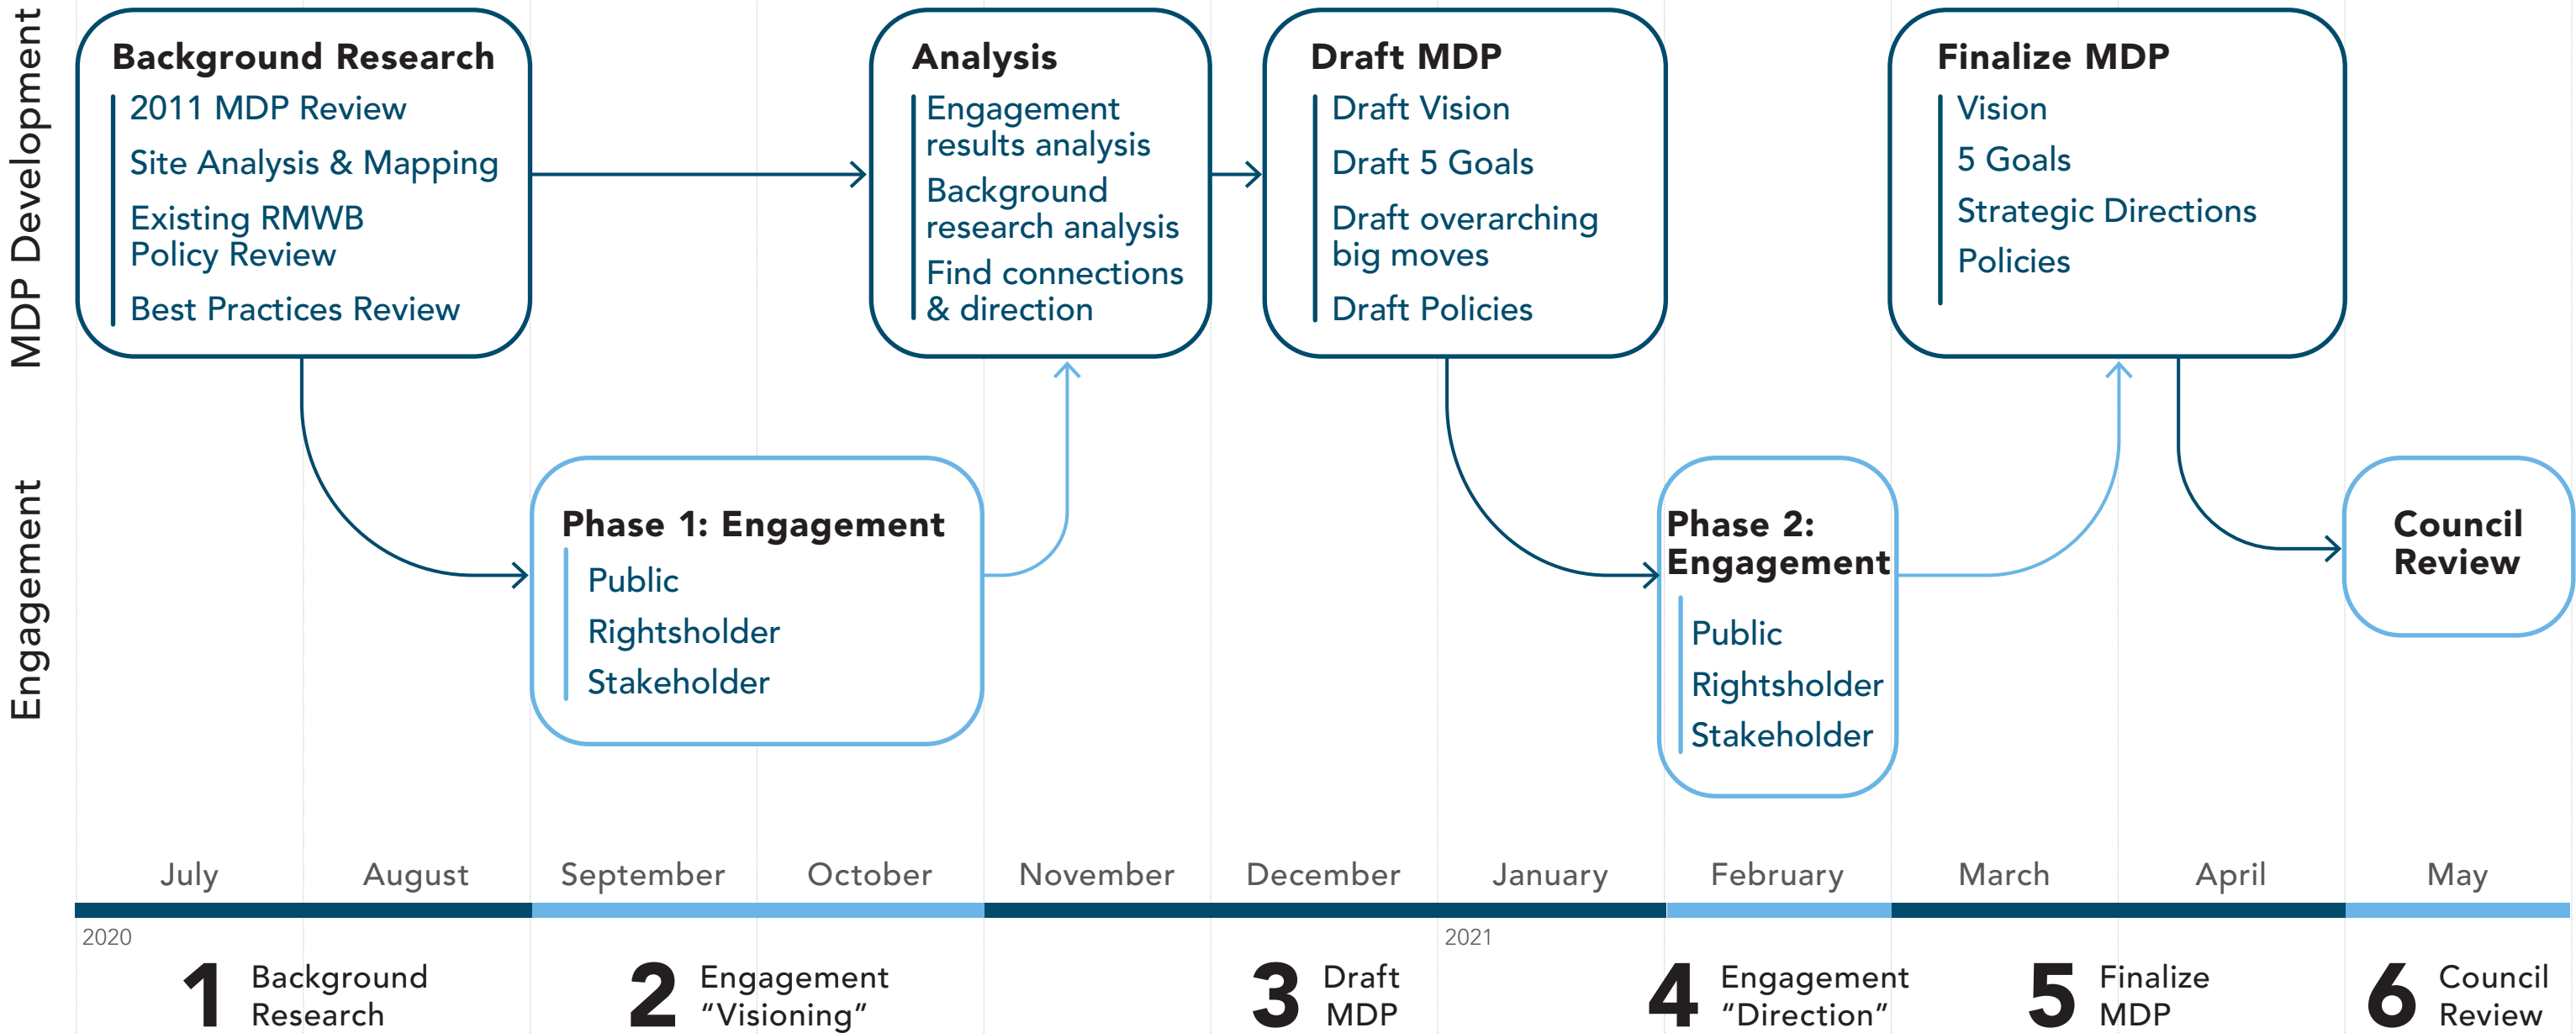 MDP Development
Background Research
2011 MDP Review
Site Analysis & Mapping
Existing RMWB
Policy Review
Best Practices Review
Analysis
Engagement
results analysis
Background
research analysis
Find connections
& direction
Draft MDP
Draft Vision
Draft 5 Goals
Draft overarching
big moves
Draft Policies
Finalize MDP
Vision
5 Goals
Strategic Directions
Policies
Engagement
Phase 1: Engagement
Public
Rightsholder
Stakeholder
Phase 2:
Engagement
Public
Rightsholder
Stakeholder
Council
Review
July
August
September
October
November
December
January
February
March
April
May
2020
2021
1 Background
Research
2 Engagement
“Visioning”
3 Draft
MDP
4 Engagement
“Direction”
5 Finalize
MDP
6 Council
Review